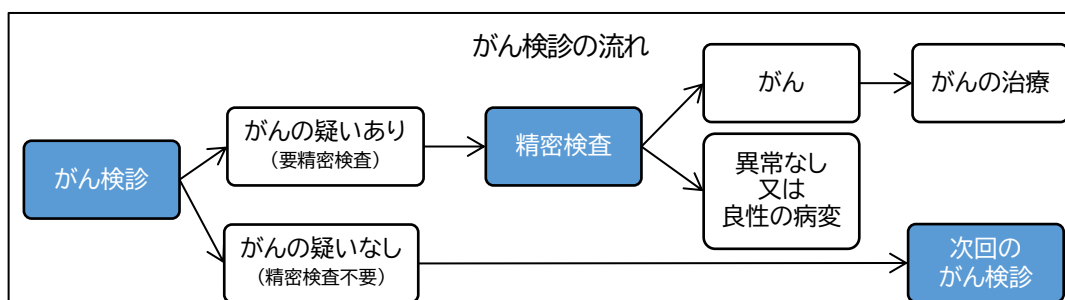 がん検診の流れ
がん検診
がんの疑いあり
（要精密検査）
がんの疑いなし
（精密検査不要）
精密検査
がん
がんの治療
異常なし
又は
良性の病変
次回の
がん検診